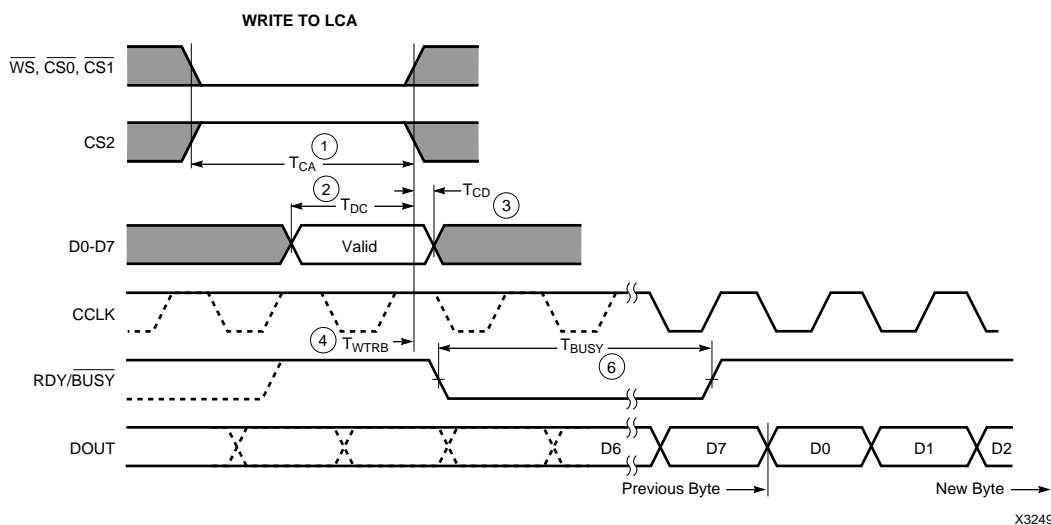 WRITE TO LCA
WS, CS0, CS1
CS2
1
TCA
2
TDC
TCD
3
D0-D7
Valid
CCLK
4 TWTRB
TBUSY
6
RDY/BUSY
DOUT
D6
D7
D0
D1
D2
Previous Byte
New Byte
X3249